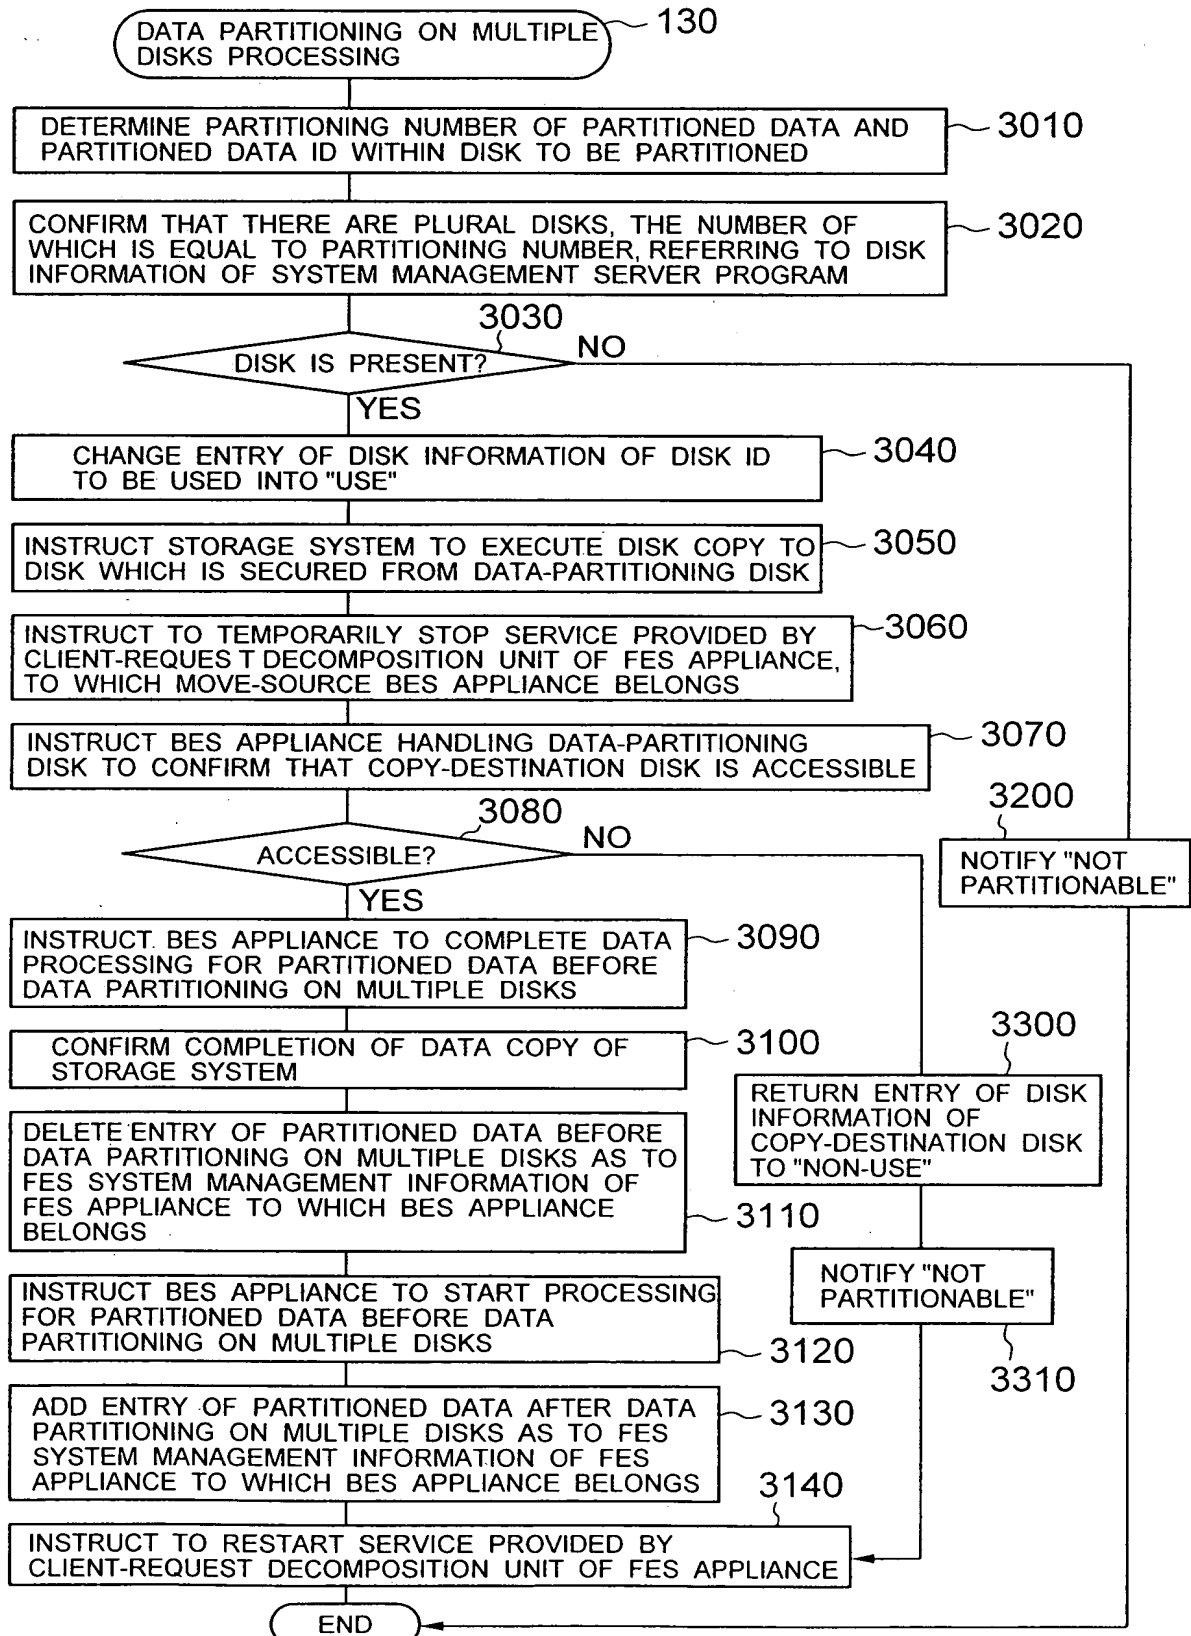 DATA PARTITIONING ON MULTIPLE
DISKS PROCESSING
130
DETERMINE PARTITIONING NUMBER OF PARTITIONED DATA AND
PARTITIONED DATA ID WITHIN DISK TO BE PARTITIONED
3010
CONFIRM THAT THERE ARE PLURAL DISKS, THE NUMBER OF
WHICH IS EQUAL TO PARTITIONING NUMBER, REFERRING TO DISK
INFORMATION OF SYSTEM MANAGEMENT SERVER PROGRAM
3020
3030
DISK IS PRESENT?
NO
YES
CHANGE ENTRY OF DISK INFORMATION OF DISK ID
TO BE USED INTO "USE"
3040
INSTRUCT STORAGE SYSTEM TO EXECUTE DISK COPY TO
DISK WHICH IS SECURED FROM DATA-PARTITIONING DISK
3050
INSTRUCT TO TEMPORARILY STOP SERVICE PROVIDED BY
CLIENT-REQUES T DECOMPOSITION UNIT OF FES APPLIANCE,
TO WHICH MOVE-SOURCE BES APPLIANCE BELONGS
3060
INSTRUCT BES APPLIANCE HANDLING DATA-PARTITIONING
DISK TO CONFIRM THAT COPY-DESTINATION DISK IS ACCESSIBLE
3070
3080
ACCESSIBLE?
NO
YES
3200
NOTIFY "NOT
PARTITIONABLE"
INSTRUCT BES APPLIANCE TO COMPLETE DATA
PROCESSING FOR PARTITIONED DATA BEFORE
DATA PARTITIONING ON MULTIPLE DISKS
3090
CONFIRM COMPLETION OF DATA COPY OF
STORAGE SYSTEM
3100
3300
RETURN ENTRY OF DISK
INFORMATION OF
COPY-DESTINATION DISK
TO "NON-USE"
DELETE ENTRY OF PARTITIONED DATA BEFORE
DATA PARTITIONING ON MULTIPLE DISKS AS TO
FES SYSTEM MANAGEMENT INFORMATION OF
FES APPLIANCE TO WHICH BES APPLIANCE
BELONGS
3110
NOTIFY "NOT
PARTITIONABLE"
3310
INSTRUCT BES APPLIANCE TO START PROCESSING
FOR PARTITIONED DATA BEFORE DATA
PARTITIONING ON MULTIPLE DISKS
3120
ADD ENTRY OF PARTITIONED DATA AFTER DATA
PARTITIONING ON MULTIPLE DISKS AS TO FES
SYSTEM MANAGEMENT INFORMATION OF FES
APPLIANCE TO WHICH BES APPLIANCE BELONGS
3130
3140
INSTRUCT TO RESTART SERVICE PROVIDED BY
CLIENT-REQUEST DECOMPOSITION UNIT OF FES APPLIANCE
END